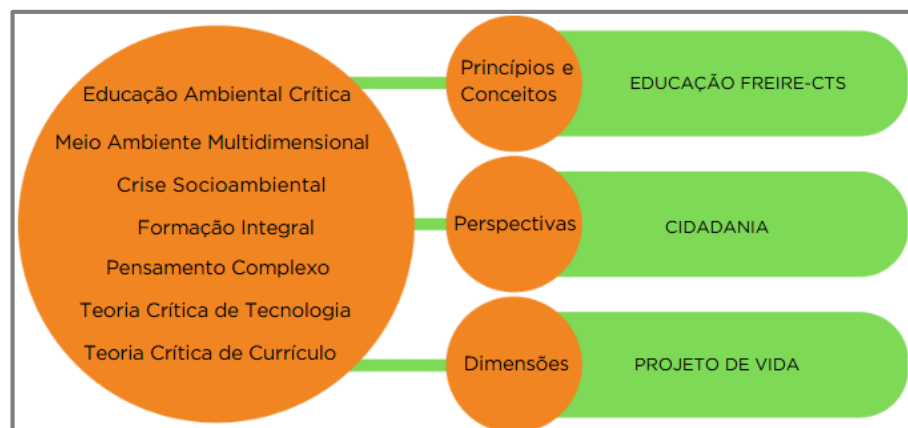 Educação Ambiental Crítica
Meio Ambiente Multidimensional
Crise Socioambiental
Formação Integral
Pensamento Complexo
Teoria Crítica de Tecnologia
Teoria Crítica de Currículo
Princípios e
Conceitos
EDUCAÇÃO FREIRE-CTS
Perspectivas
CIDADANIA
Dimensões
PROJETO DE VIDA